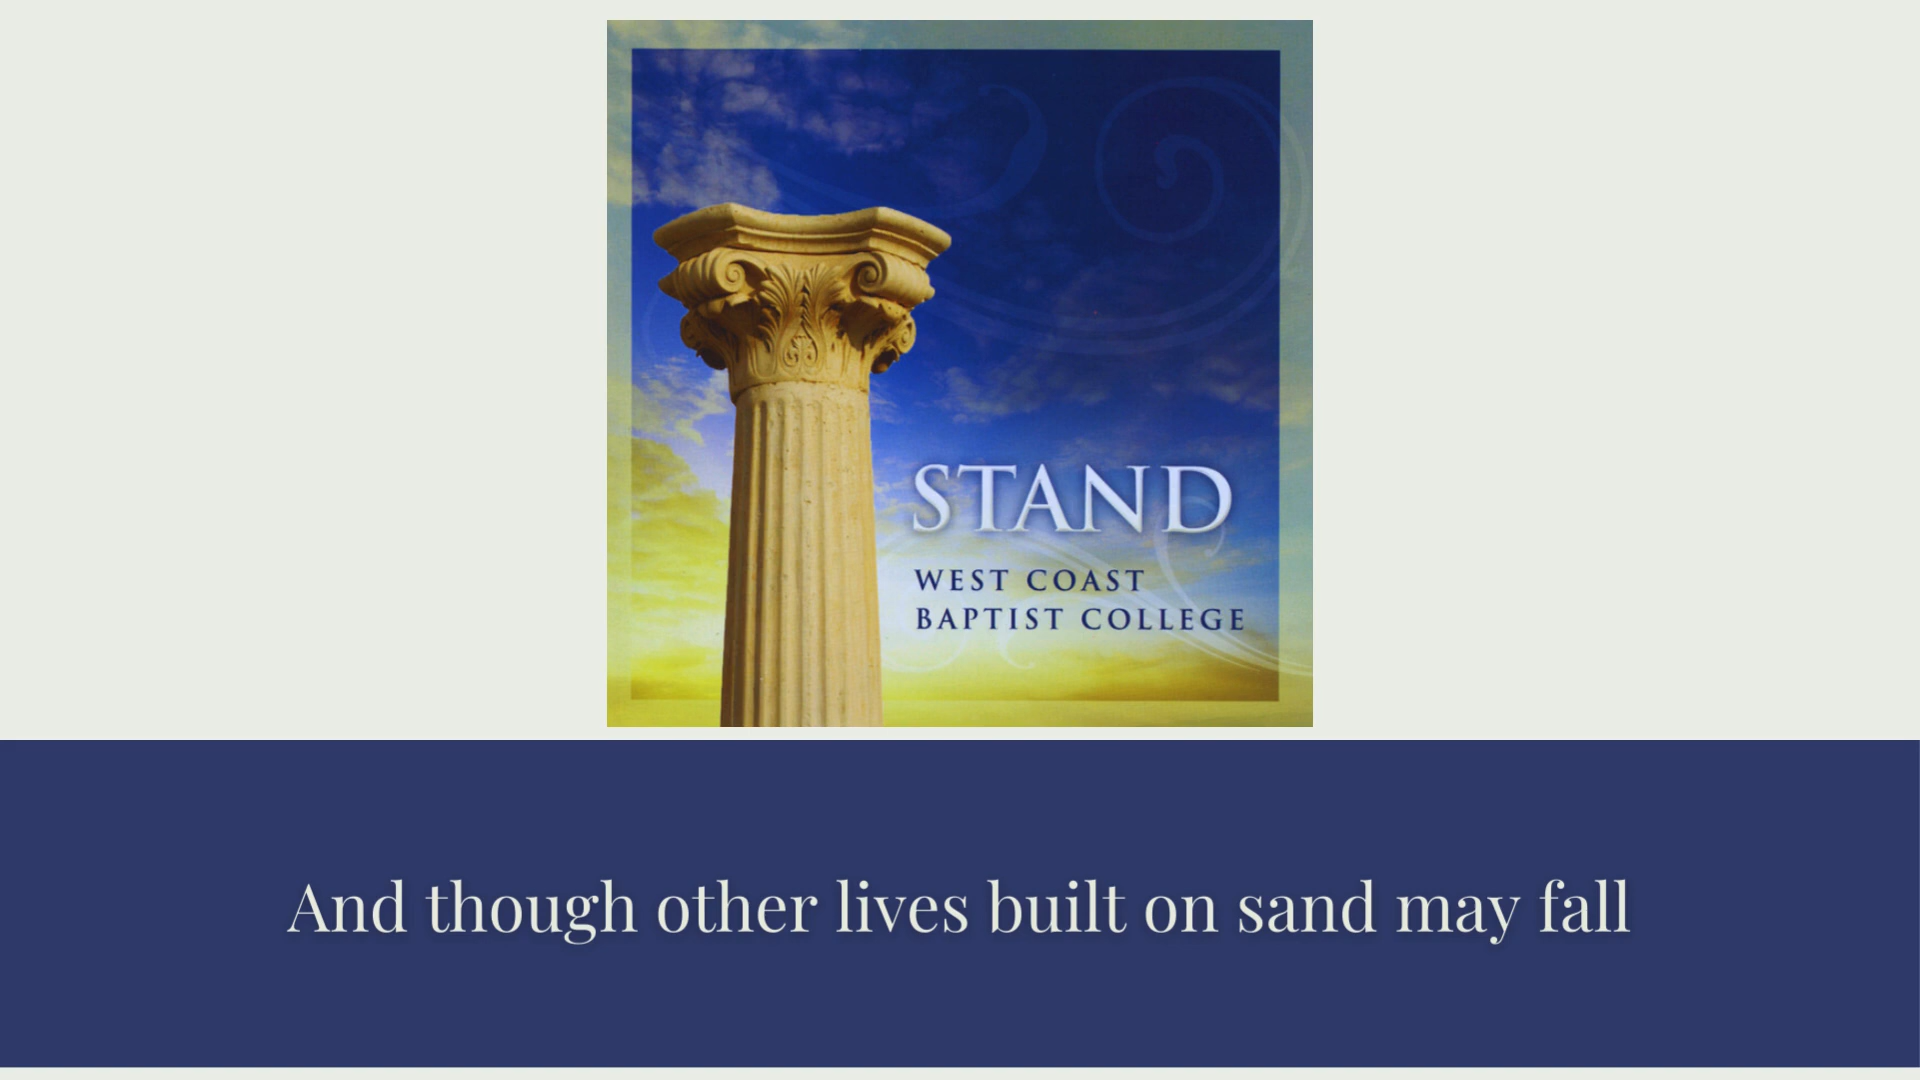 STAND
WEST COAST
BAPTIST COLLEGE
And though other lives built on sand may fall